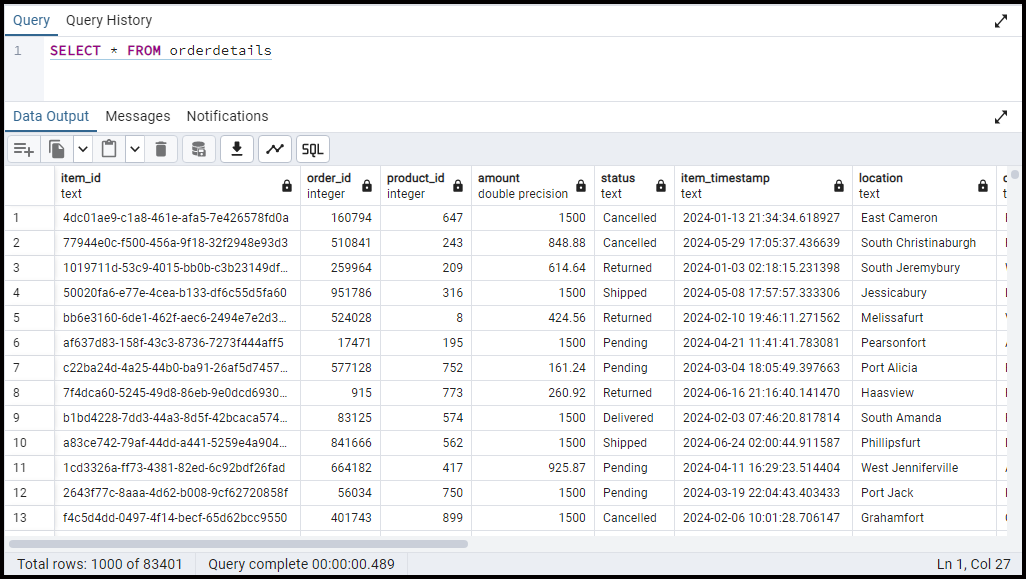 Query Query History
1 SELECT * FROM orderdetails
Data Output Messages Notifications
SQL
item_id order_id product_id amount status item_timestamp location
text integer integer double precision text text text
1 4dc01ae9-c1a8-461e-afa5-7e426578fd0a 160794 647 1500 Cancelled 2024-01-13 21:34:34.618927 East Cameron
2 77944e0c-f500-456a-9f18-32f2948e93d3 510841 243 848.88 Cancelled 2024-05-29 17:05:37.436639 South Christinaburgh
3 1019711d-53c9-4015-bb0b-c3b23149df... 259964 209 614.64 Returned 2024-01-03 02:18:15.231398 South Jeremybury
4 50020fa6-e77e-4cea-b133-df6c55d5fa60 951786 316 1500 Shipped 2024-05-08 17:57:57.333306 Jessicabury
5 bb6e3160-6de1-462f-aec6-2494e7e2d3... 524028 8 424.56 Returned 2024-02-10 19:46:11.271562 Melissafurt
6 af637d83-158f-43c3-8736-7273f444aff5 17471 195 1500 Pending 2024-04-21 11:41:41.783081 Pearsonfort
7 c22ba24d-4a25-44b0-ba91-26af5d7457... 577128 752 161.24 Pending 2024-03-04 18:05:49.397663 Port Alicia
8 7f4dca60-5245-49d8-86eb-9e0dcd6930... 915 773 260.92 Returned 2024-06-16 21:16:40.141470 Haasview
9 b1bd4228-7dd3-44a3-8d5f-42bcaca574... 83125 574 1500 Delivered 2024-02-03 07:46:20.817814 South Amanda
10 a83ce742-79af-44dd-a441-5259e4a904... 841666 562 1500 Shipped 2024-06-24 02:00:44.911587 Phillipsfurt
11 1cd3326a-ff73-4381-82ed-6c92bdf26fad 664182 417 925.87 Pending 2024-04-11 16:29:23.514404 West Jenniferville
12 2643f77c-8aaa-4d62-b008-9cf62720858f 56034 750 1500 Pending 2024-03-19 22:04:43.403433 Port Jack
13 f4c5d4dd-0497-4f14-becf-65d62bcc9550 401743 899 1500 Cancelled 2024-02-06 10:01:28.706147 Grahamfort
Total rows: 1000 of 83401 Query complete 00:00:00.489 Ln 1, Col 27